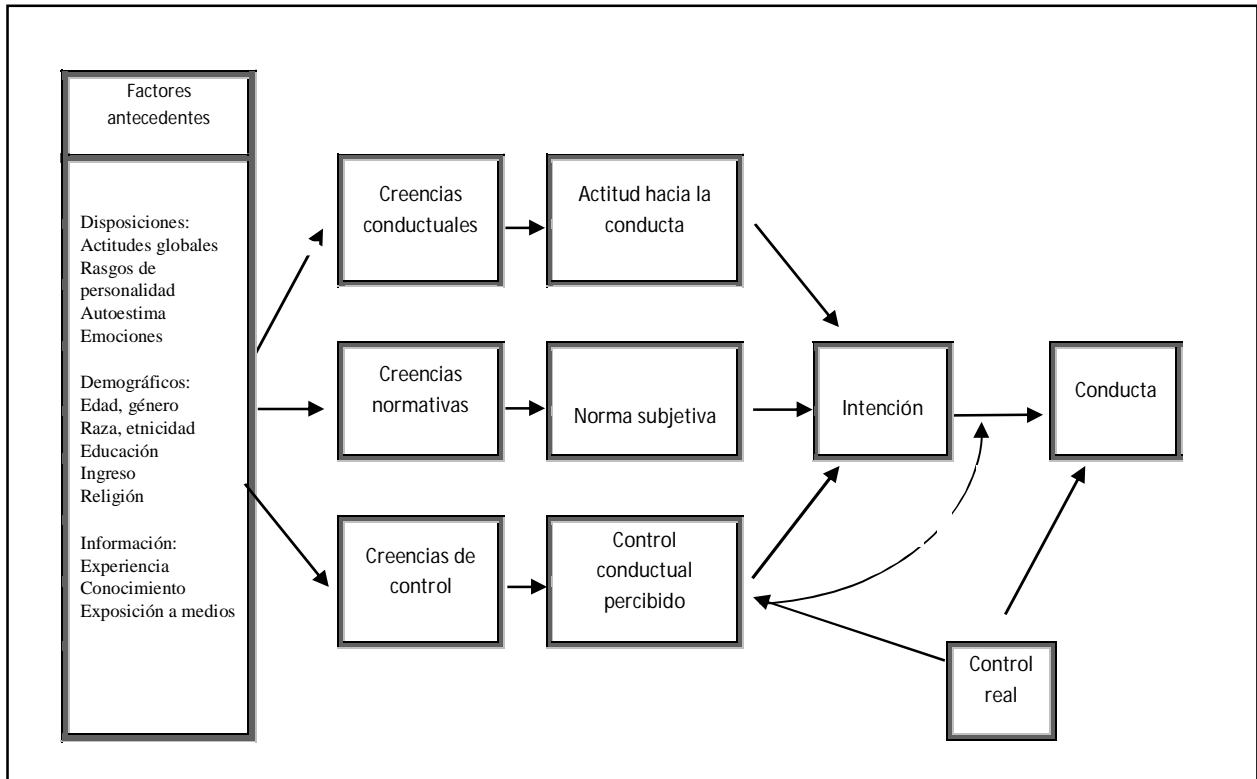 Factores
antecedentes
Disposiciones:
Actitudes globales
Rasgos de
personalidad
Autoestima
Emociones
Demográficos:
Edad, género
Raza, etnicidad
Educación
Ingreso
Religión
Información:
Experiencia
Conocimiento
Exposición a medios
Creencias
conductuales
Actitud hacia la
conducta
Creencias
normativas
Norma subjetiva
Intención
Conducta
Creencias de
control
Control
conductual
percibido
Control
real